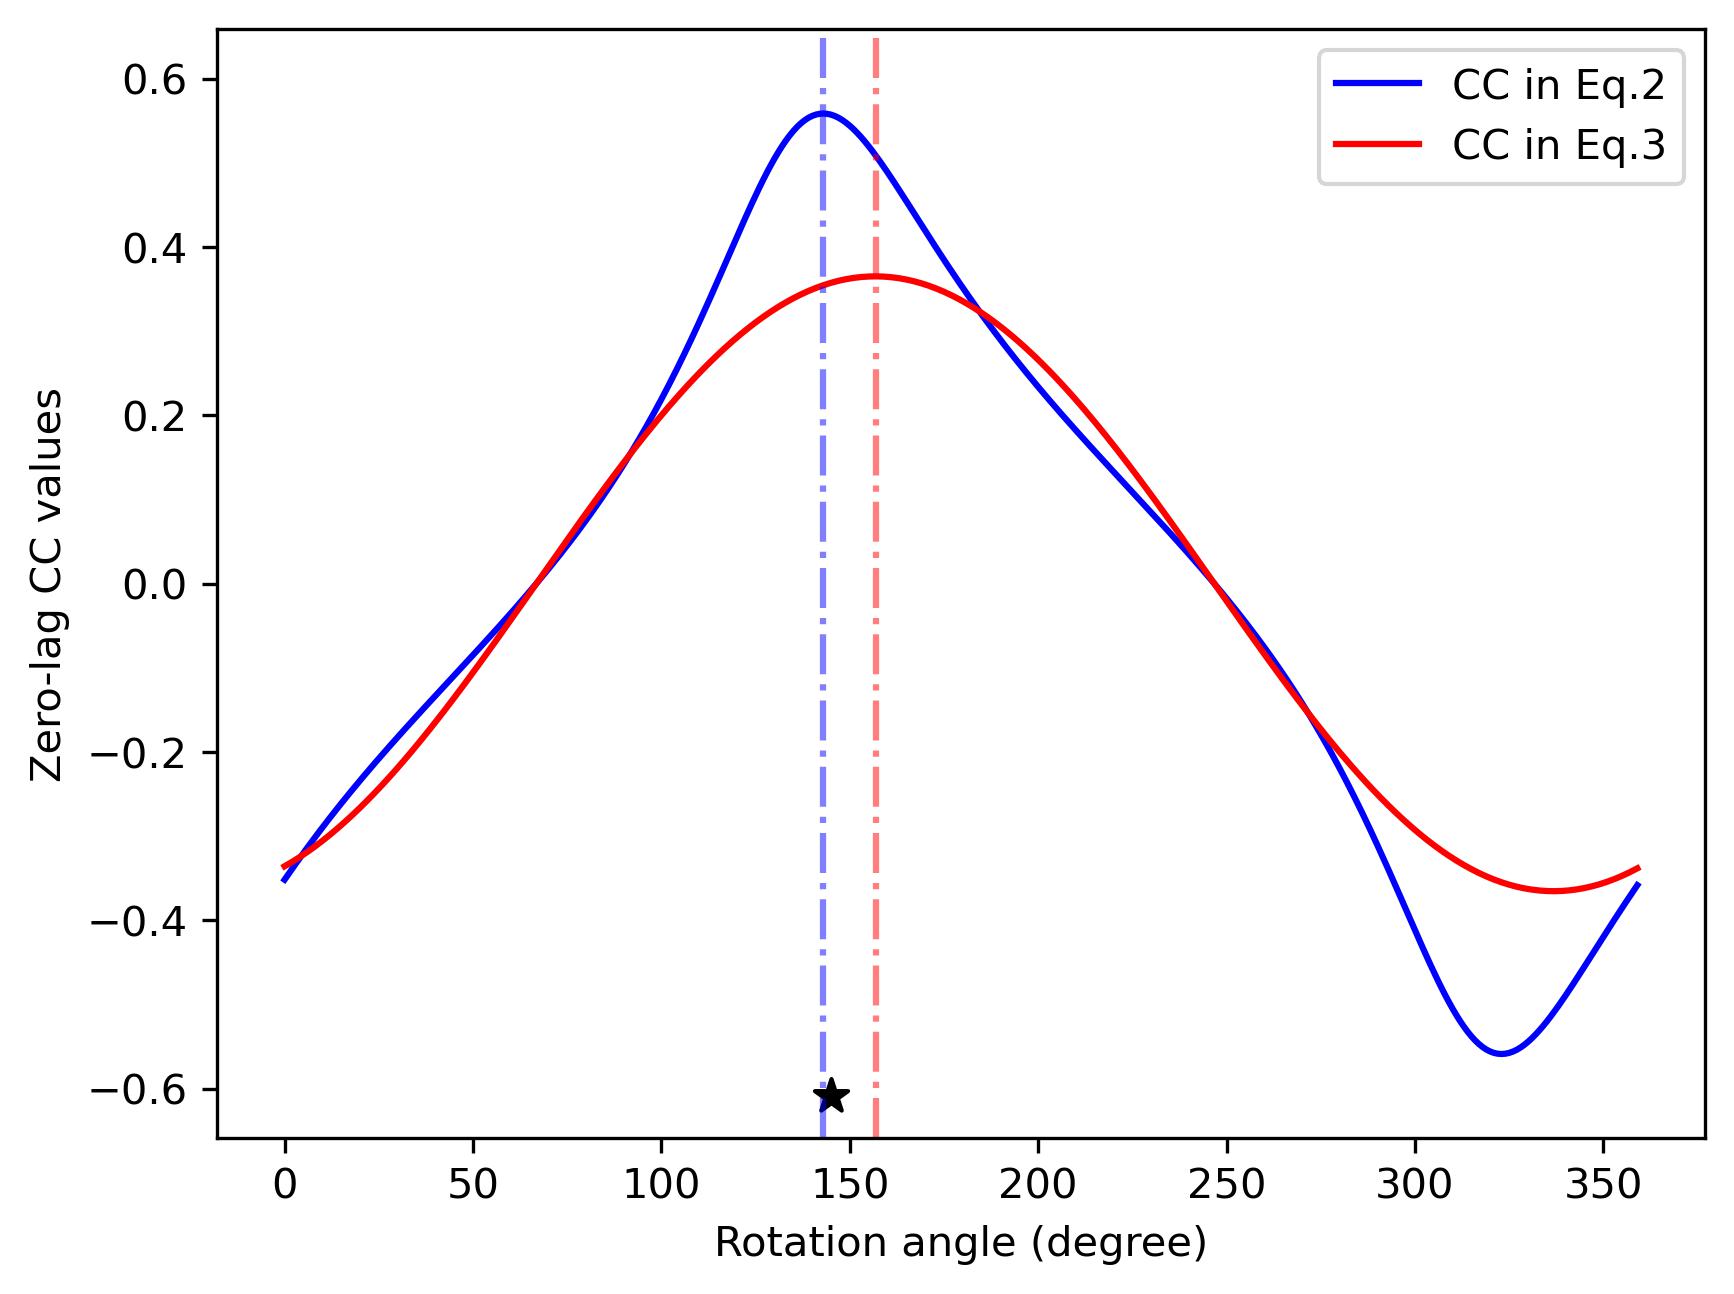 CC in Eq.2
CC in Eq.3
Zero-lag CC values
0.6
0.4
0.2
0.0
−0.2
−0.4
−0.6
0 50 100 150 200 250 300 350
Rotation angle (degree)